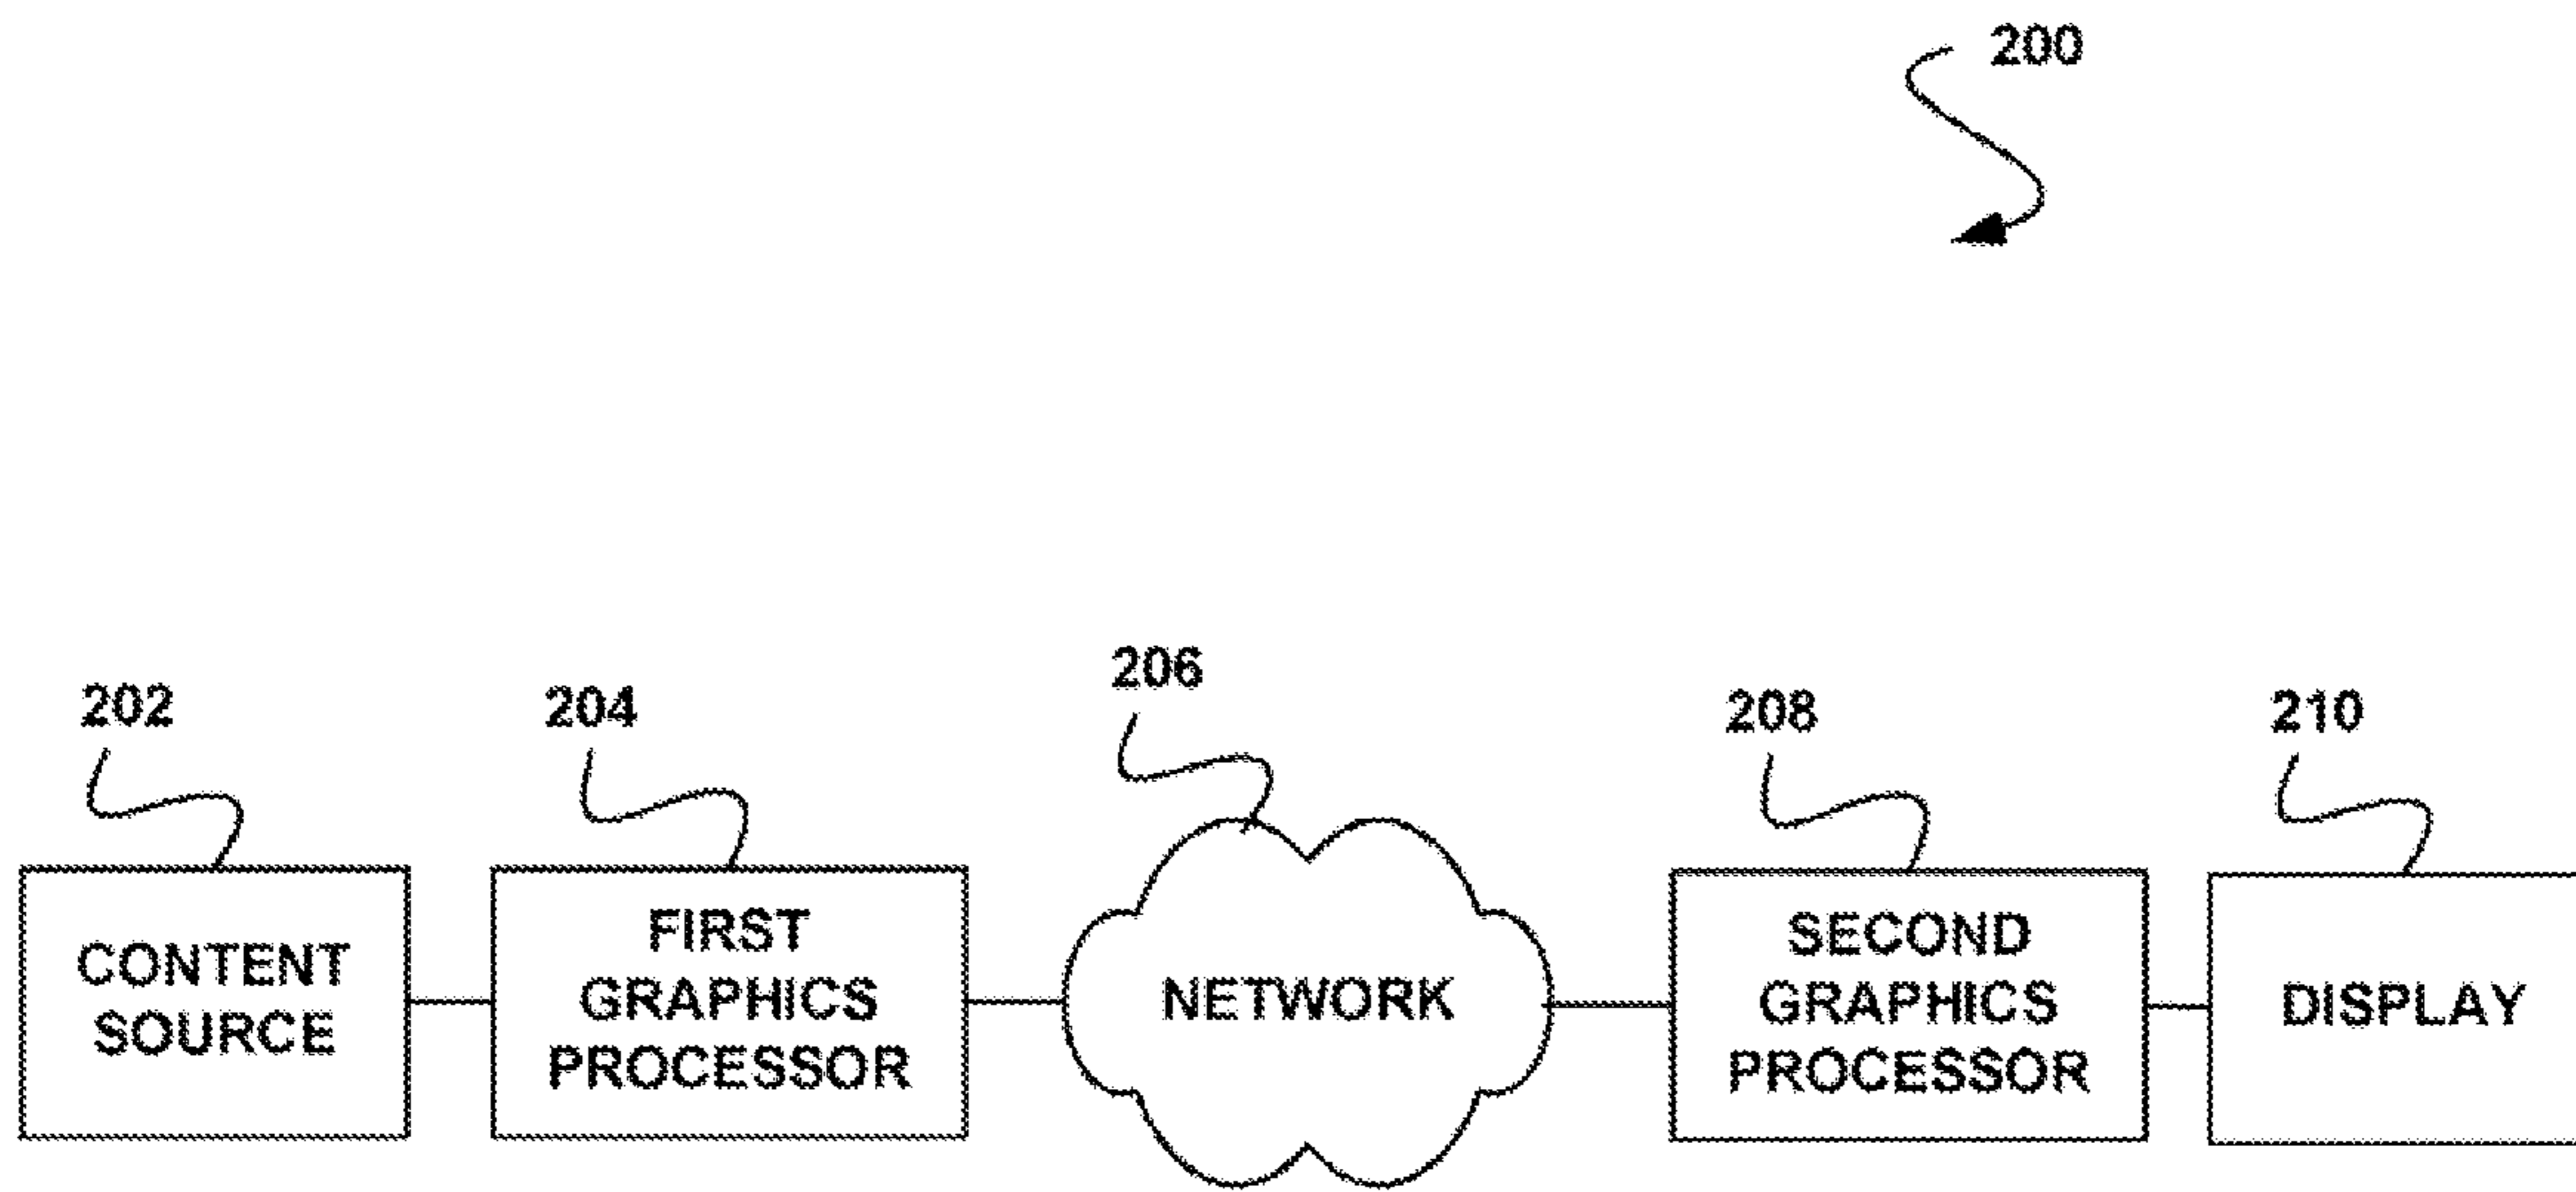 200
202
204
206
208
210
CONTENT
SOURCE
FIRST
GRAPHICS
PROCESSOR
NETWORK
SECOND
GRAPHICS
PROCESSOR
DISPLAY